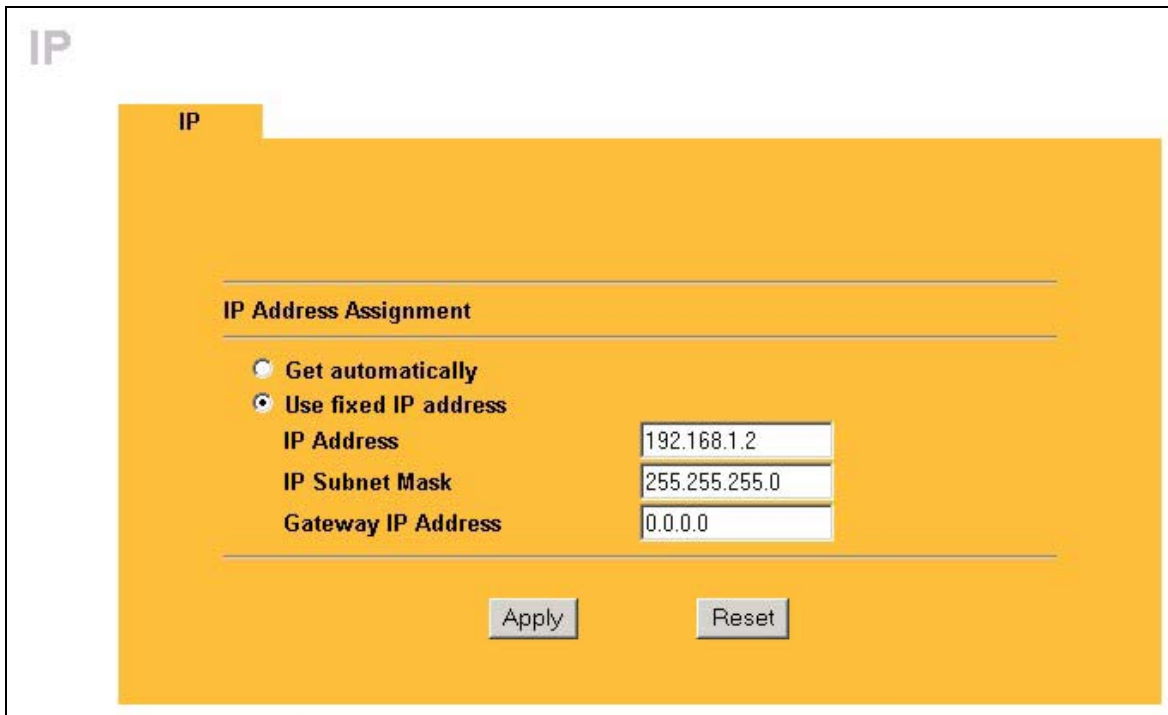 IP
IP
IP Address Assignment
Get automatically
Use fixed IP address
IP Address 192.168.1.2
IP Subnet Mask 255.255.255.0
Gateway IP Address 0.0.0.0
Apply Reset